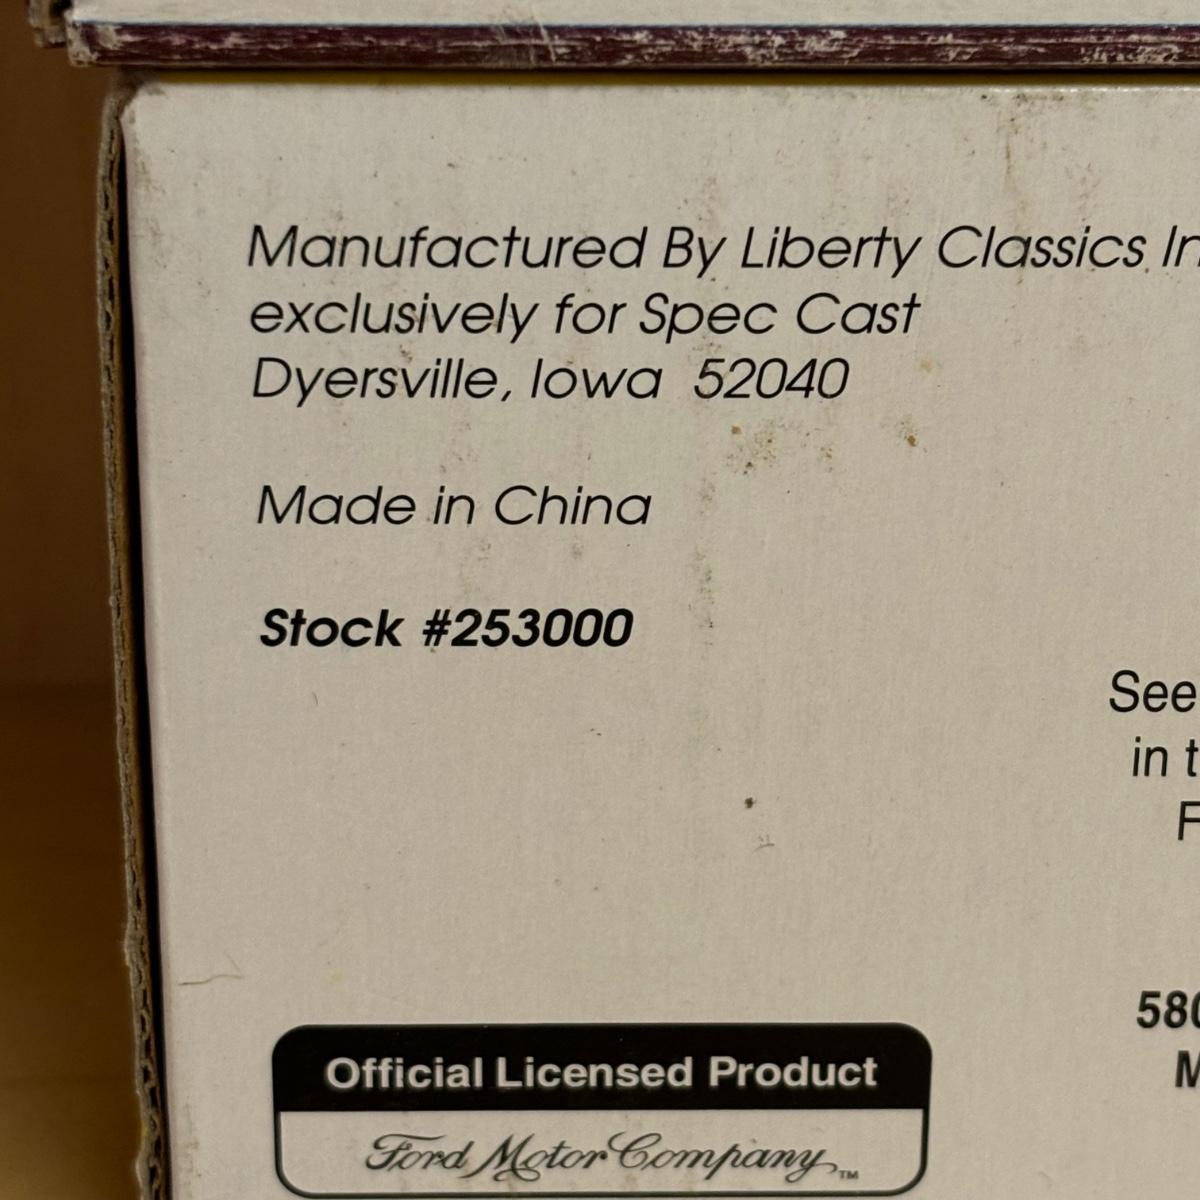 Manufactured By Liberty Classics In
exclusively for Spec Cast
Dyersville, Iowa 52040
Made in China
Stock #253000
See
in t
F
580
M
Official Licensed Product
Ford Motor Company™